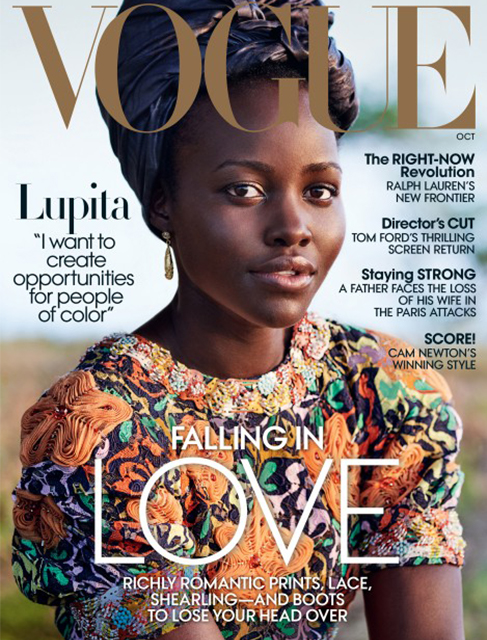 VOGUE
OCT
The RIGHT-NOW
Revolution
RALPH LAUREN'S
NEW FRONTIER
Director's CUT
TOM FORD'S THRILLING
SCREEN RETURN
Staying STRONG
A FATHER FACES THE LOSS
OF HIS WIFE IN
THE PARIS ATTACKS
SCORE!
CAM NEWTON'S
WINNING STYLE
Lupita
"I want to
create
opportunities
for people
of color"
FALLING IN
LOVE
RICHLY ROMANTIC PRINTS, LACE,
SHEARLING—AND BOOTS
TO LOSE YOUR HEAD OVER